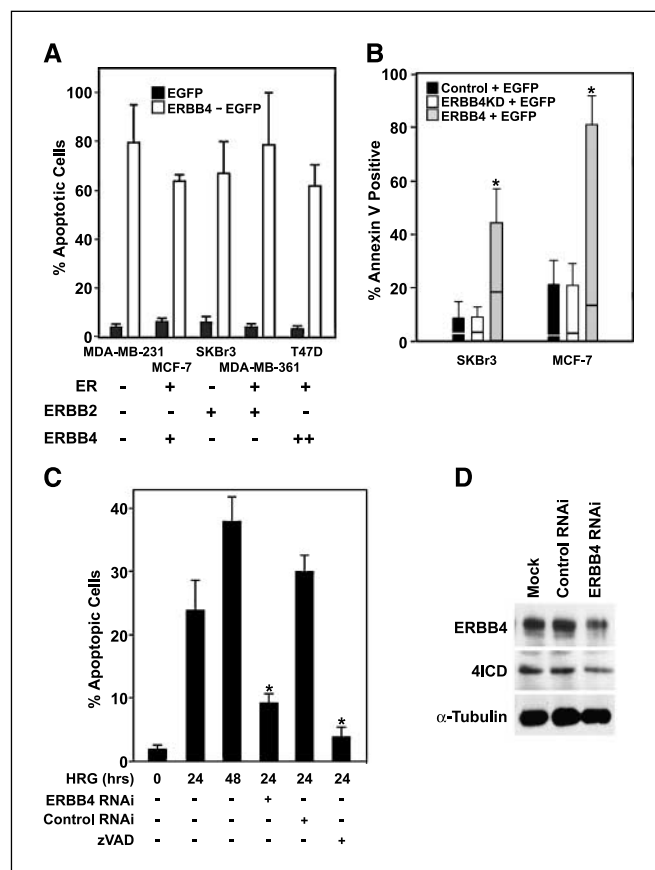 A
% Apoptotic Cells
100
80
60
40
20
0
EGFP
ERBB4 – EGFP
MDA-MB-231 SKBr3 T47D
MCF-7 MDA-MB-361
ER - + - + +
ERBB2 - - + + -
ERBB4 - + - - ++
B
% Annexin V Positive
100
80
60
40
20
0
Control + EGFP
ERBB4KD + EGFP
ERBB4 + EGFP
*
*
SKBr3 MCF-7
C
% Apoptopic Cells
40
30
20
10
0
*
*
HRG (hrs) 0 24 48 24 24 24
ERBB4 RNAi - - - + - -
Control RNAi - - - - + -
zVAD - - - - - +
D
Mock
Control RNAi
ERBB4 RNAi
ERBB4
4ICD
α-Tubulin